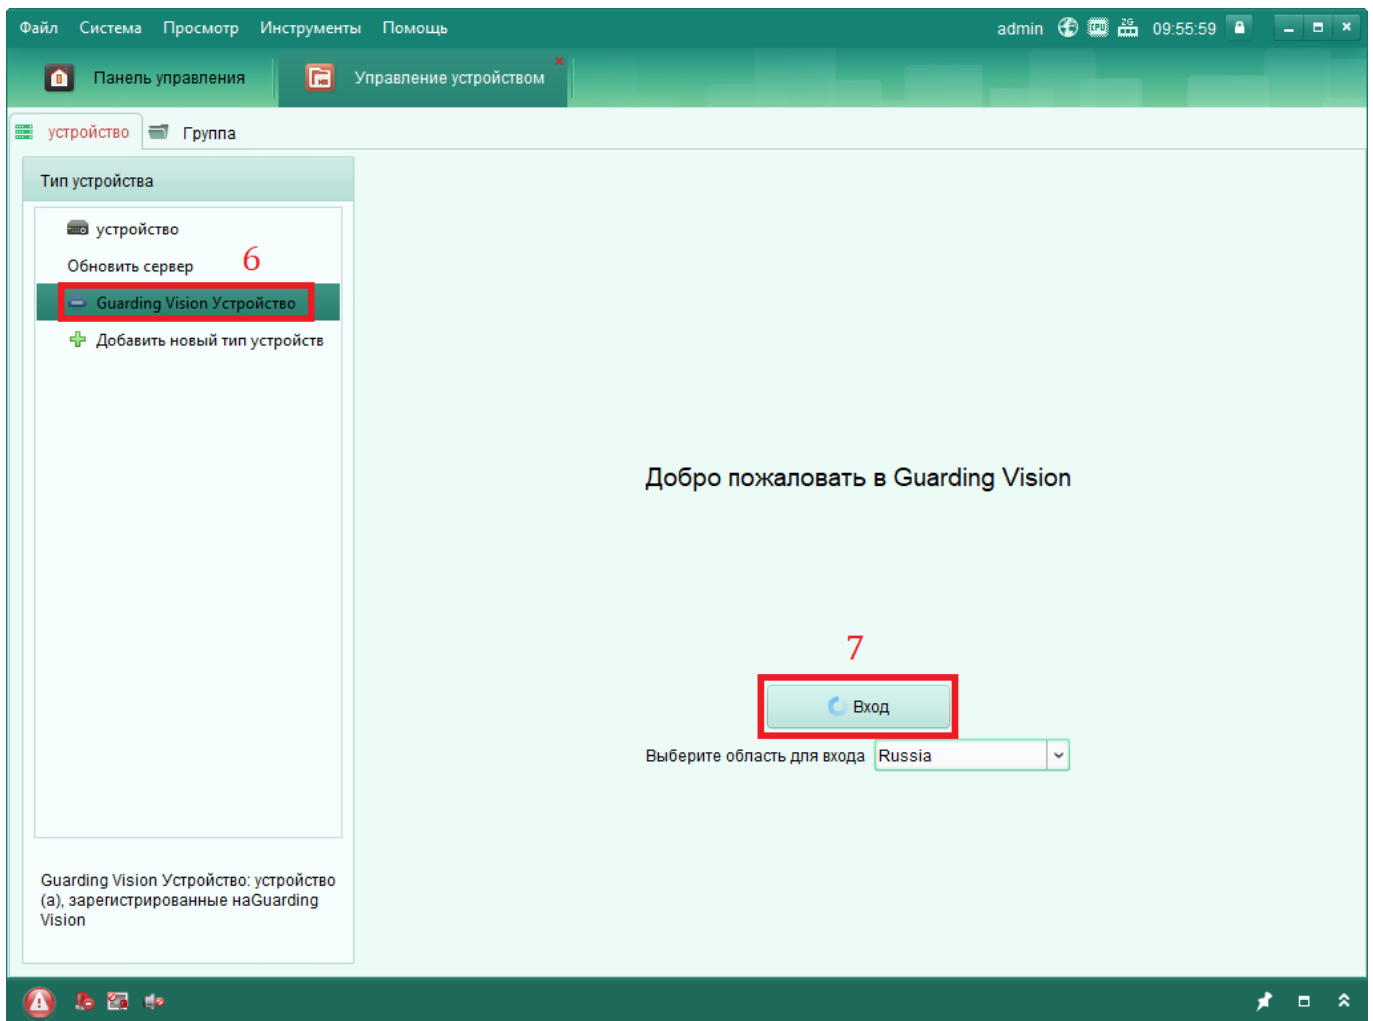 Файл Система Просмотр Инструменты Помощь admin CPU 2G 09:55:59
Панель управления Управление устройством
устройство Группа
Тип устройства
устройство
6
Обновить сервер
Guarding Vision Устройство
Добавить новый тип устройств
Добро пожаловать в Guarding Vision
7
Вход
Выберите область для входа Russia
Guarding Vision Устройство: устройство
(а), зарегистрированные наGuarding
Vision